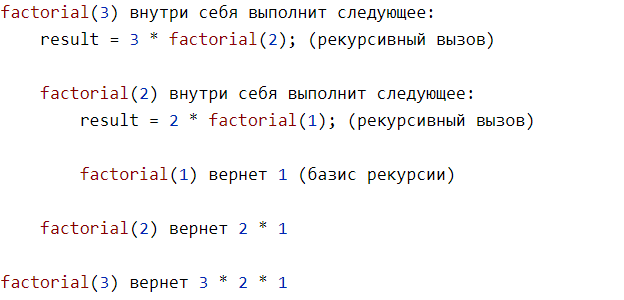 factorial(3) внутри себя выполнит следующее:
result = 3 * factorial(2); (рекурсивный вызов)
factorial(2) внутри себя выполнит следующее:
result = 2 * factorial(1); (рекурсивный вызов)
factorial(1) вернет 1 (базис рекурсии)
factorial(2) вернет 2 * 1
factorial(3) вернет 3 * 2 * 1